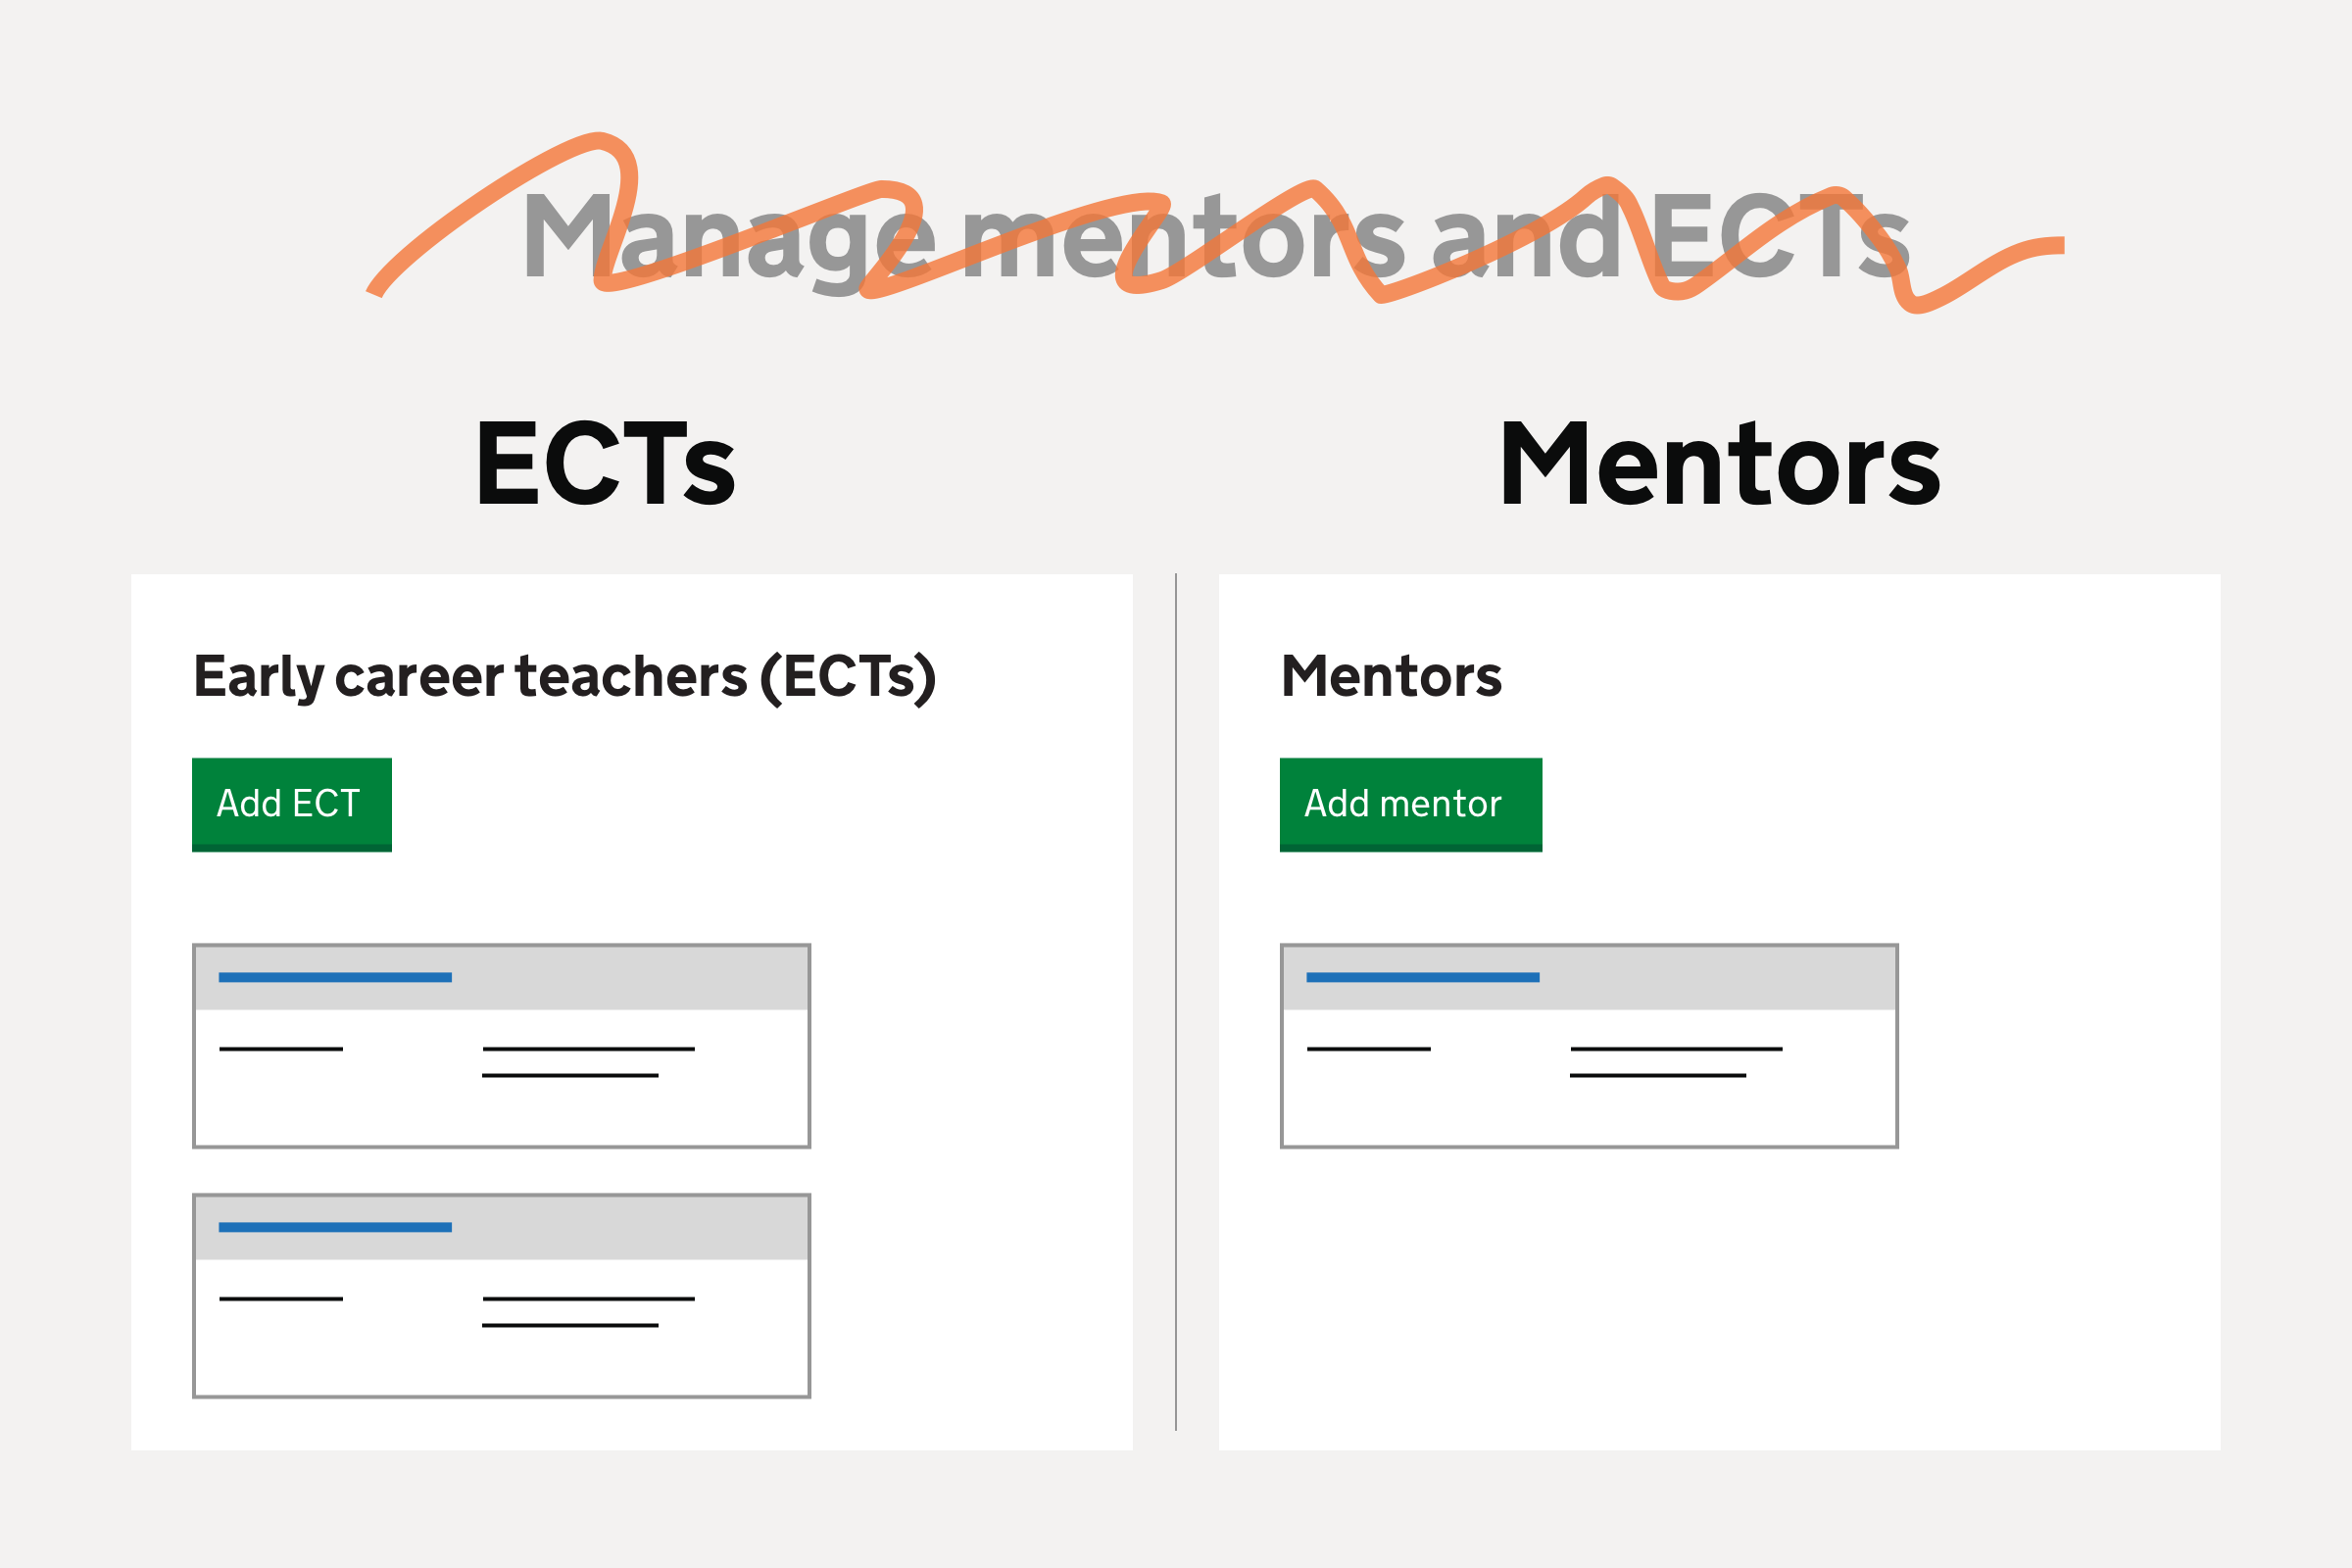 Manage mentors and ECTs
ECTs
Mentors
Early career teachers (ECTs)
Add ECT
Mentors
Add mentor